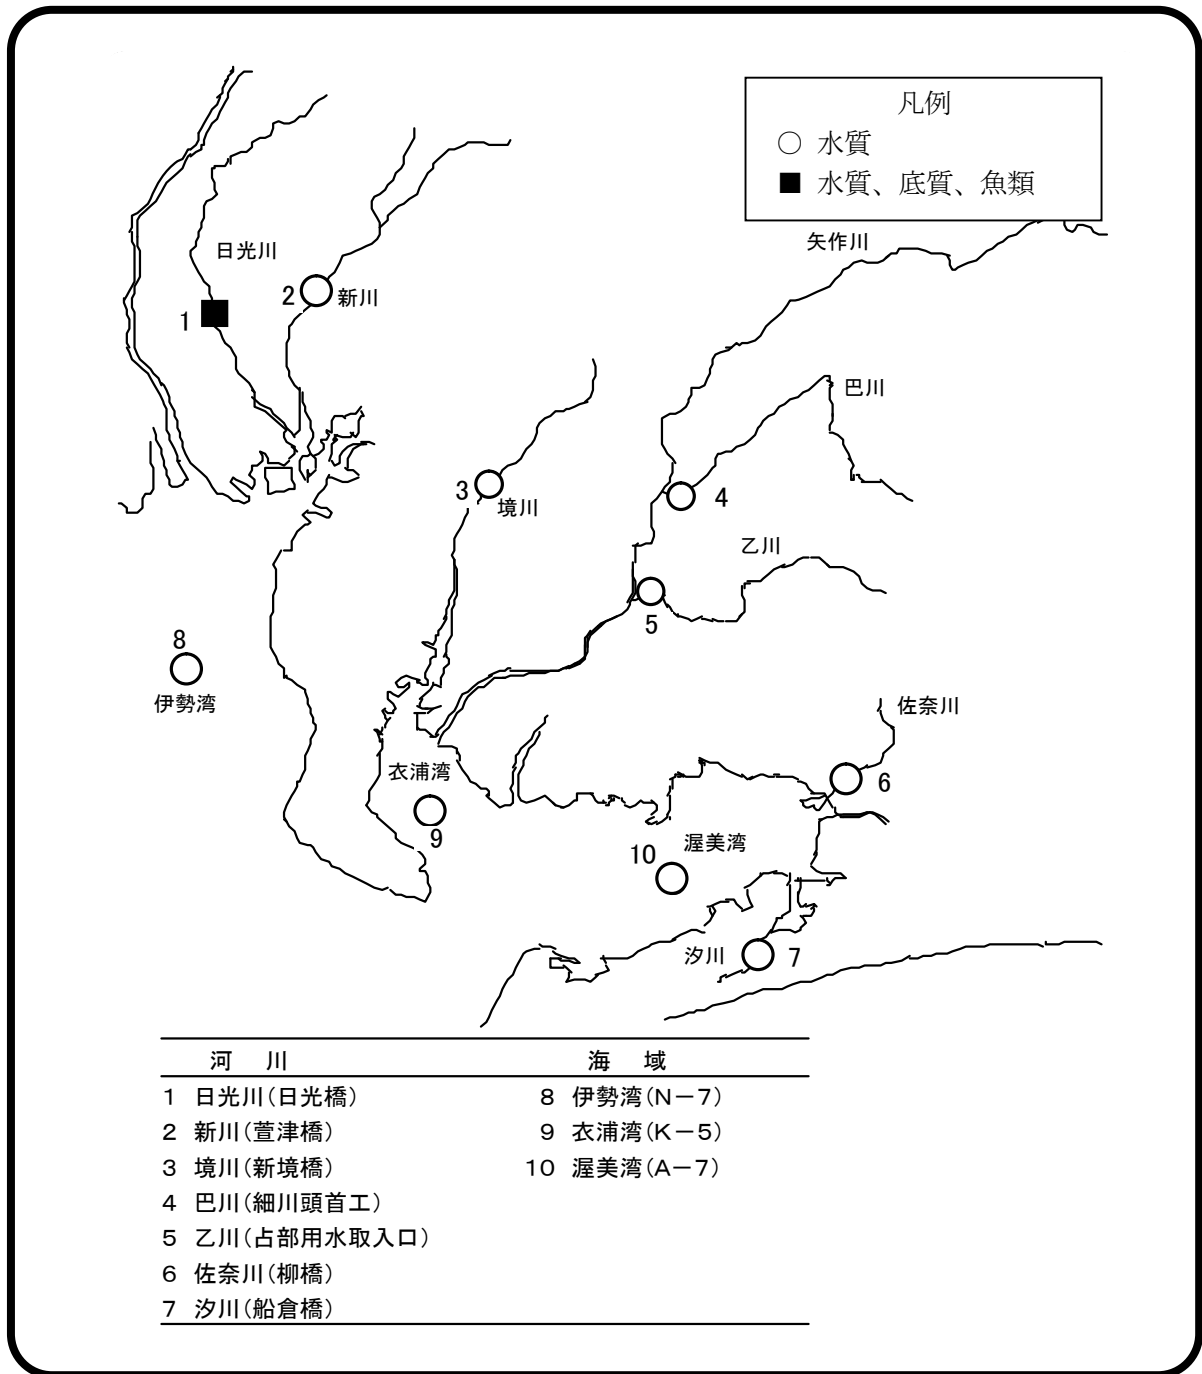 凡例
○ 水質
■ 水質、底質、魚類
矢作川
日光川
2
新川
1
巴川
3
境川
4
乙川
5
8
伊勢湾
佐奈川
衣浦湾
6
9
渥美湾
10
汐川
7
河 川 海 域
1 日光川(日光橋) 8 伊勢湾(N-7)
2 新川(萱津橋) 9 衣浦湾(K-5)
3 境川(新境橋) 10 渥美湾(A-7)
4 巴川(細川頭首工)
5 乙川(占部用水取入口)
6 佐奈川(柳橋)
7 汐川(船倉橋)